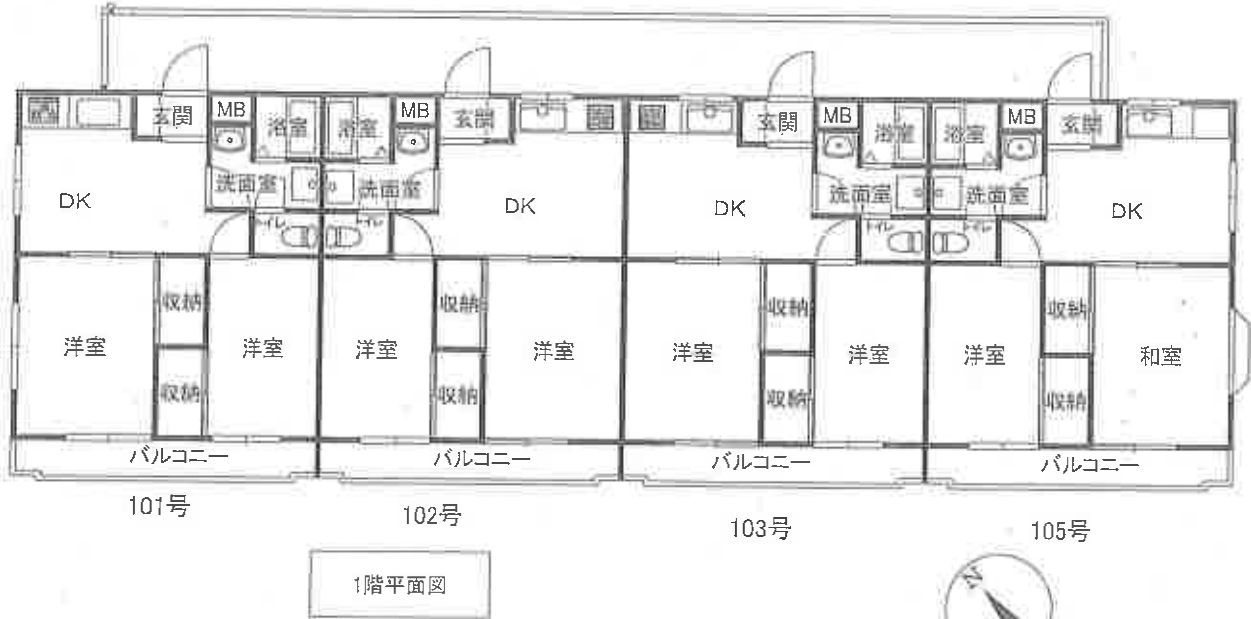 玄関 MB 浴室 浴室 MB 玄関 玄関 MB 浴室 浴室 MB 玄関
DK 洗面室 洗面室 DK DK 洗面室 洗面室 DK
トイレ トイレ トイレ トイレ
洋室 収納 洋室 洋室 収納 洋室 洋室 収納 洋室 洋室 収納 和室
収納 収納 収納 収納
バルコニー バルコニー バルコニー バルコニー
101号 102号 103号 105号
1階平面図
N